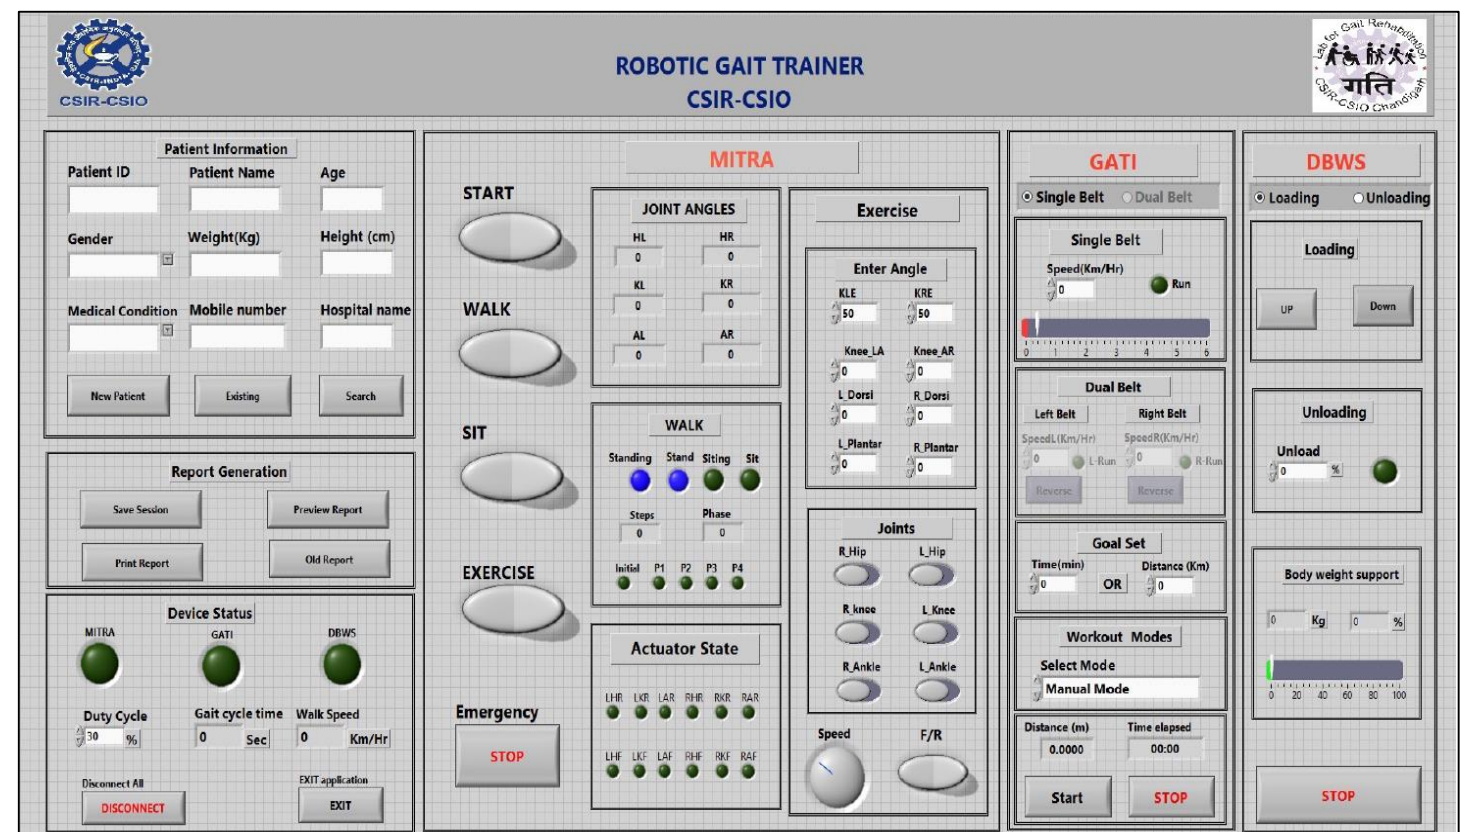 CSIR-CSIO
ROBOTIC GAIT TRAINER
CSIR-CSIO
Lab for Gait Rehabilitation
गति
CSIR-CSIO Chandigarh
Patient Information
Patient ID Patient Name Age
Gender Weight(Kg) Height (cm)
Medical Condition Mobile number Hospital name
New Patient Existing Search
Report Generation
Save Session Preview Report
Print Report Old Report
Device Status
MITRA GATI DBWS
Duty Cycle Gait cycle time Walk Speed
30 % 0 Sec 0 Km/Hr
Disconnect All EXIT application
DISCONNECT EXIT
MITRA
START
WALK
SIT
EXERCISE
Emergency
STOP
JOINT ANGLES
HL HR
0 0
KL KR
0 0
AL AR
0 0
WALK
Standing Stand Siting Sit
Steps Phase
0 0
Initial P1 P2 P3 P4
Actuator State
LHR LKR LAR RHR RKR RAR
LHF LKF LAF RHF RKF RAF
Exercise
Enter Angle
KLE KRE
50 50
Knee_LA Knee_AR
0 0
L_Dorsi R_Dorsi
0 0
L_Plantar R_Plantar
0 0
Joints
R_Hip L_Hip
R_knee L_Knee
R_Ankle L_Ankle
Speed F/R
GATI
Single Belt Dual Belt
Single Belt
Speed(Km/Hr)
0 Run
0 1 2 3 4 5 6
Dual Belt
Left Belt Right Belt
SpeedL(Km/Hr) SpeedR(Km/Hr)
0 L-Run 0 R-Run
Reverse Reverse
Goal Set
Time(min) Distance (Km)
0 OR 0
Workout Modes
Select Mode
Manual Mode
Distance (m) Time elapsed
0.0000 00:00
Start STOP
DBWS
Loading Unloading
Loading
UP Down
Unloading
Unload
0 %
Body weight support
0 Kg 0 %
0 20 40 60 80 100
STOP